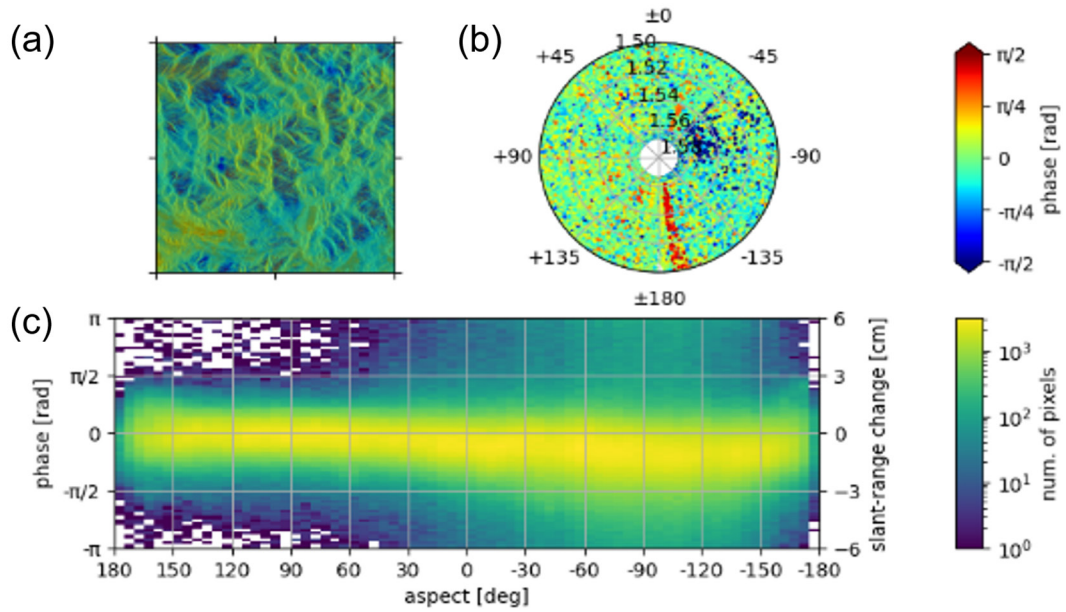 (a)
(b)
±0
+45
-45
+90
-90
+135
-135
±180
1.50
1.52
1.54
1.56
1.58
π/2
π/4
0
-π/4
-π/2
phase [rad]
(c)
π
π/2
0
-π/2
-π
phase [rad]
180 150 120 90 60 30 0 -30 -60 -90 -120 -150 -180
aspect [deg]
6
3
0
−3
−6
slant-range change [cm]
10³
10²
10¹
10⁰
num. of pixels